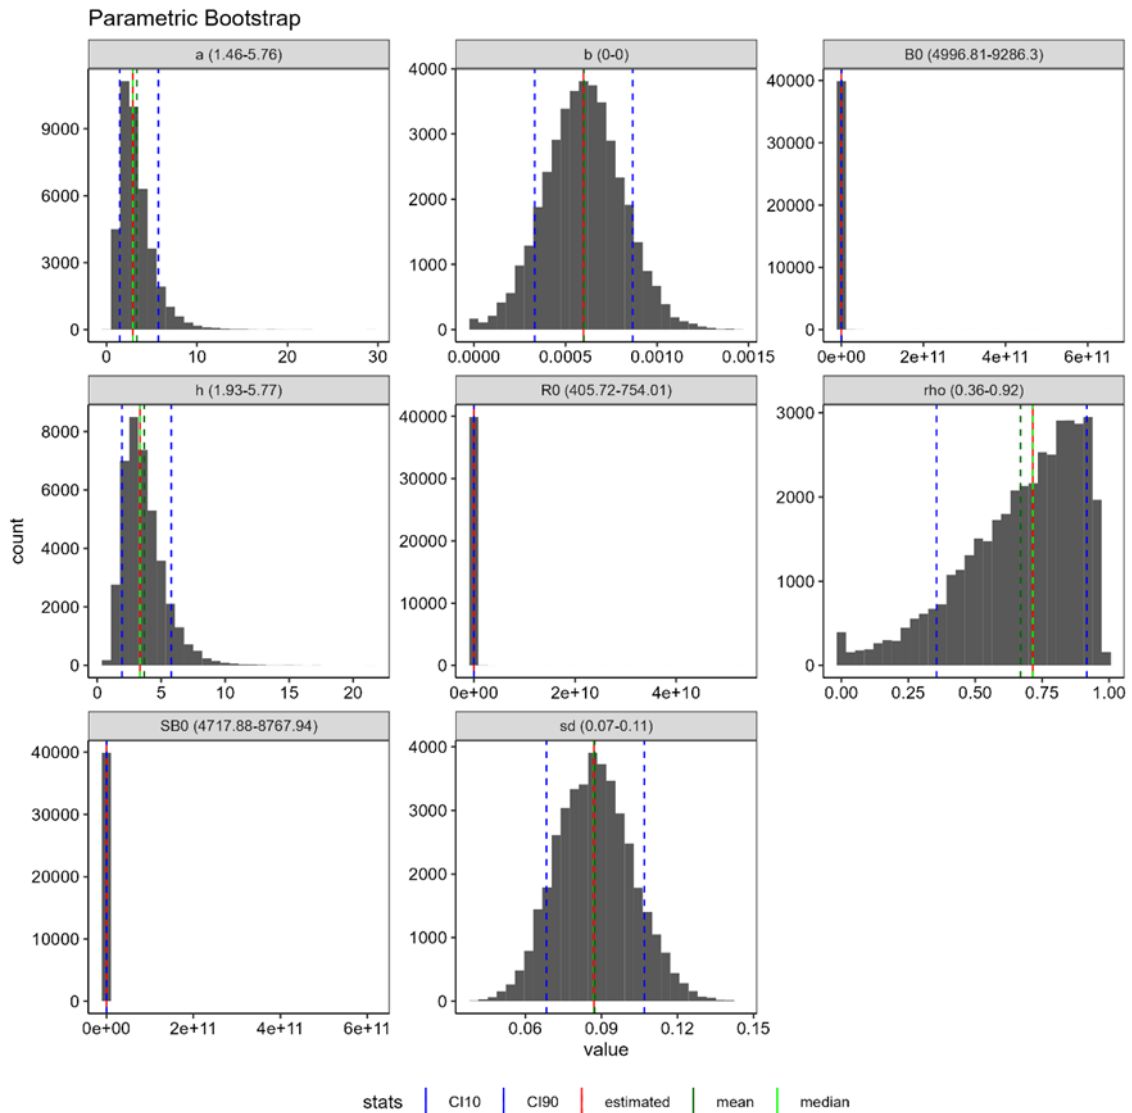 Parametric Bootstrap
a (1.46-5.76)
b (0-0)
B0 (4996.81-9286.3)
9000
6000
3000
0
0
10
20
30
4000
3000
2000
1000
0
0.0000
0.0005
0.0010
0.0015
40000
30000
20000
10000
0
0e+00
2e+11
4e+11
6e+11
h (1.93-5.77)
R0 (405.72-754.01)
rho (0.36-0.92)
count
8000
6000
4000
2000
0
0
5
10
15
20
40000
30000
20000
10000
0
0e+00
2e+10
4e+10
3000
2000
1000
0
0.00
0.25
0.50
0.75
1.00
SB0 (4717.88-8767.94)
sd (0.07-0.11)
40000
30000
20000
10000
0
0e+00
2e+11
4e+11
6e+11
4000
3000
2000
1000
0
0.06
0.09
0.12
0.15
value
stats CI10 CI90 estimated mean median